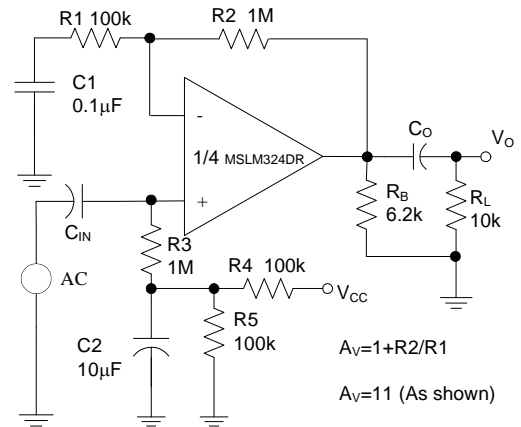 R1 100k
R2 1M
C1
0.1μF
-
1/4 MSLM324DR
+
CO
VO
RB
6.2k
RL
10k
CIN
R3
1M
AC
R4 100k
VCC
C2
10μF
R5
100k
AV=1+R2/R1
AV=11 (As shown)